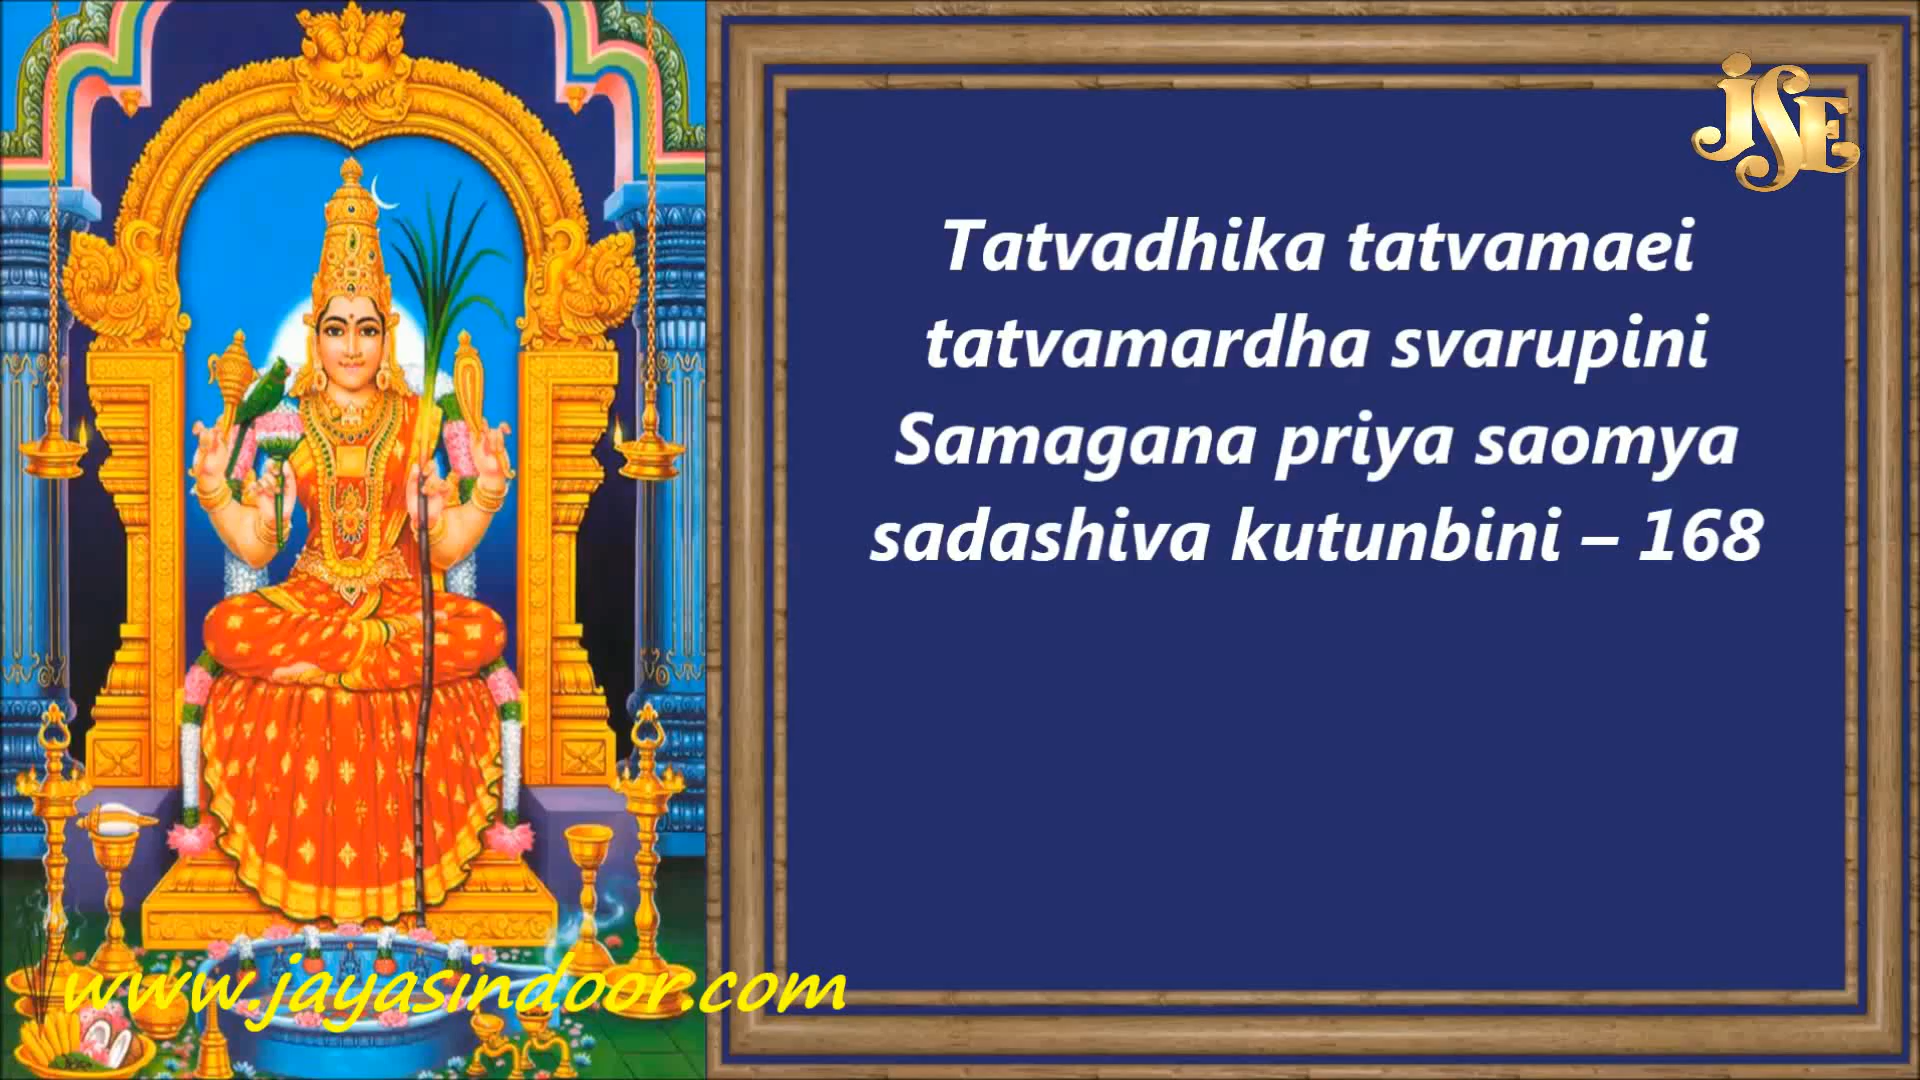 JSE
Tatvadhika tatvamaei
tatvamardha svarupini
Samagana priya saomya
sadashiva kutunbini – 168
www.jayasindoor.com